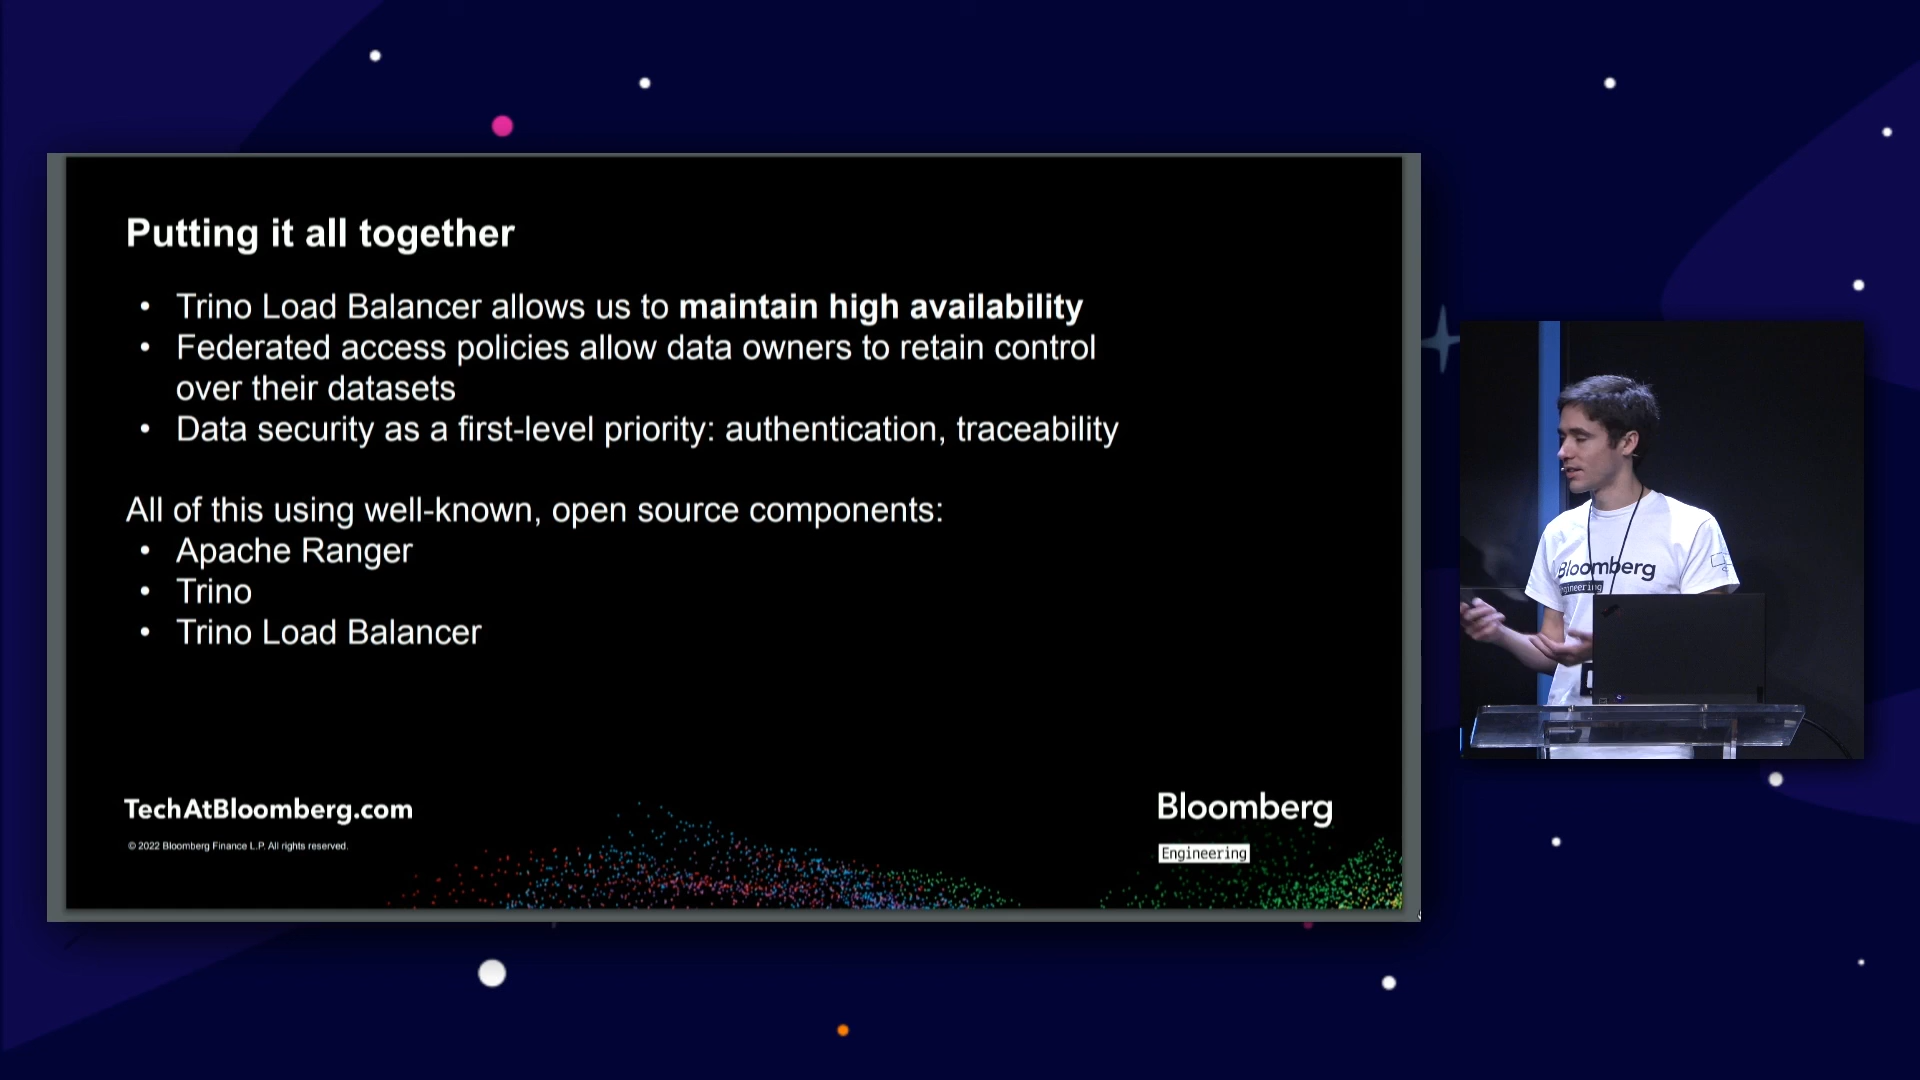 Putting it all together
• Trino Load Balancer allows us to maintain high availability
• Federated access policies allow data owners to retain control
over their datasets
• Data security as a first-level priority: authentication, traceability
All of this using well-known, open source components:
• Apache Ranger
• Trino
• Trino Load Balancer
TechAtBloomberg.com
© 2022 Bloomberg Finance L.P. All rights reserved.
Bloomberg
Engineering
Bloomberg
Engineering